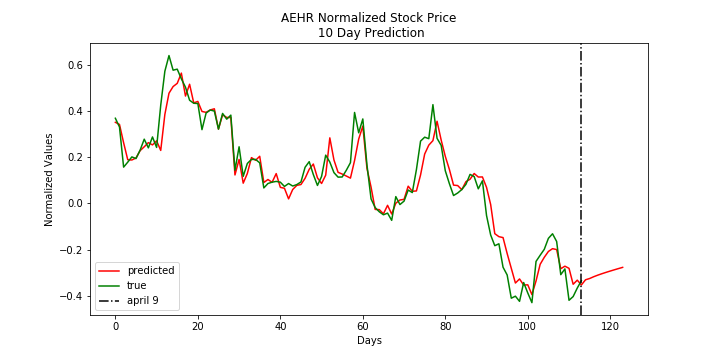 AEHR Normalized Stock Price
10 Day Prediction
Normalized Values
0.6
0.4
0.2
0.0
−0.2
−0.4
predicted
true
april 9
0
20
40
60
80
100
120
Days